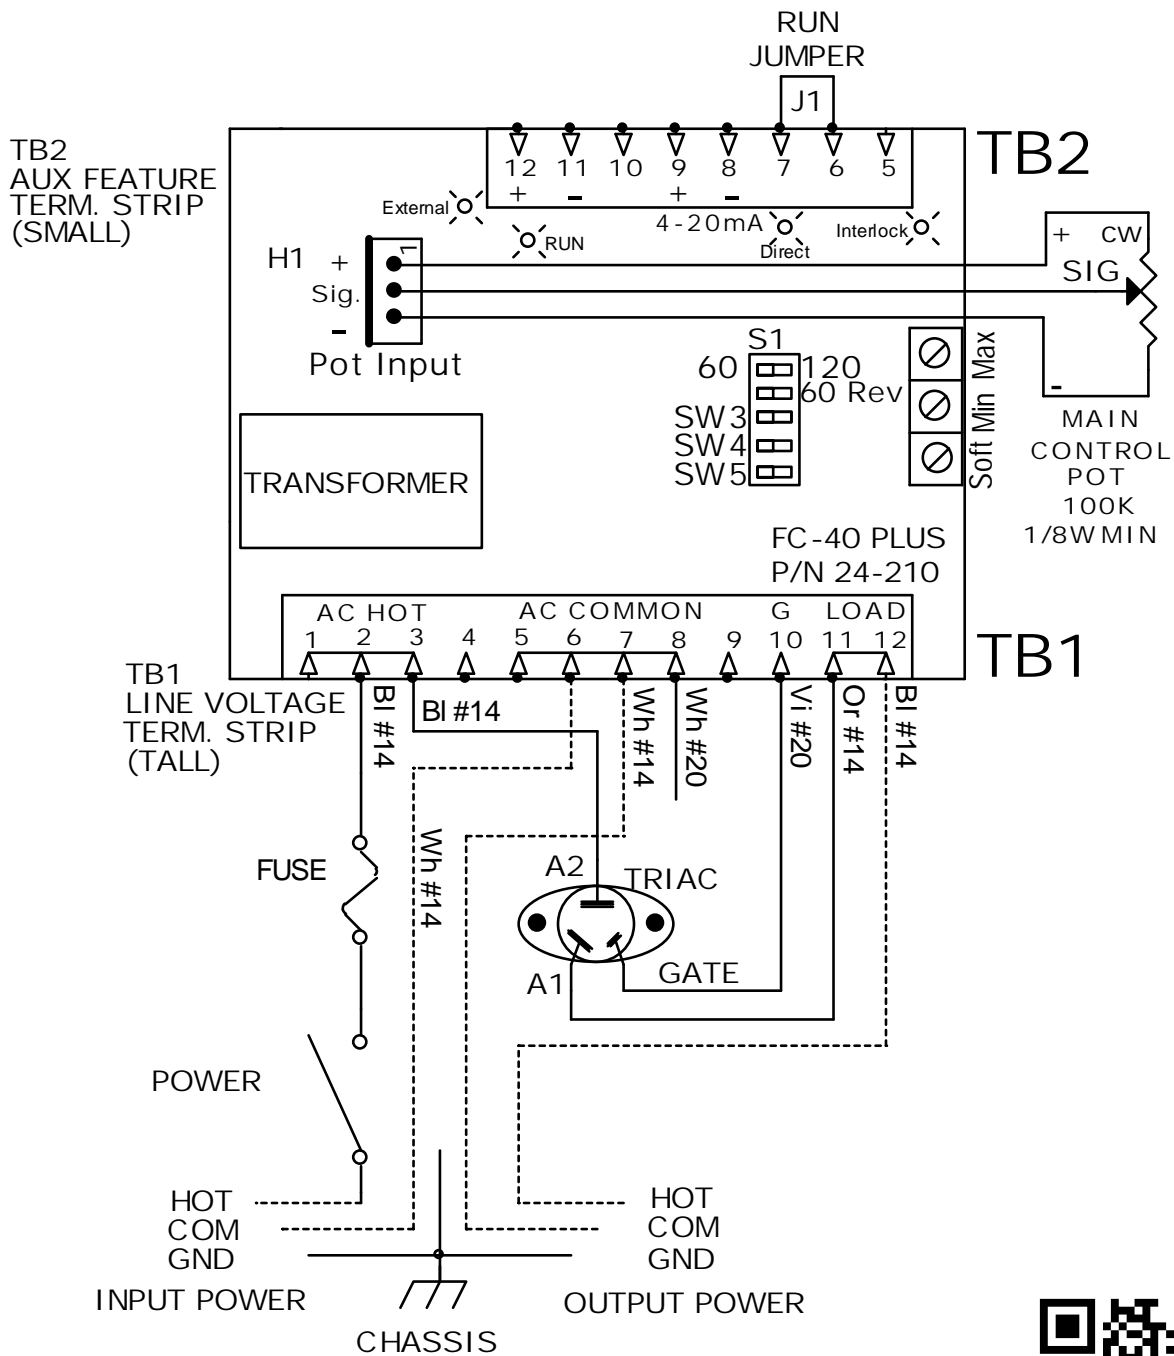 RUN
JUMPER
J1
TB2
AUX FEATURE
TERM. STRIP
(SMALL)
12 11 10 9 8 7 6 5
+ - + -
4-20mA
TB2
External
RUN
Direct
Interlock
H1
+
Sig.
-
1
Pot Input
+ CW
SIG
-
MAIN
CONTROL
POT
100K
1/8W MIN
S1
60 120
60 Rev
SW3
SW4
SW5
Soft Min Max
TRANSFORMER
FC-40 PLUS
P/N 24-210
AC HOT AC COMMON G LOAD
1 2 3 4 5 6 7 8 9 10 11 12
TB1
TB1
LINE VOLTAGE
TERM. STRIP
(TALL)
Bl #14
Bl #14
Wh #14
Wh #20
Vi #20
Or #14
Bl #14
Wh #14
FUSE
A2
TRIAC
A1
GATE
POWER
HOT
COM
GND
INPUT POWER
HOT
COM
GND
OUTPUT POWER
CHASSIS